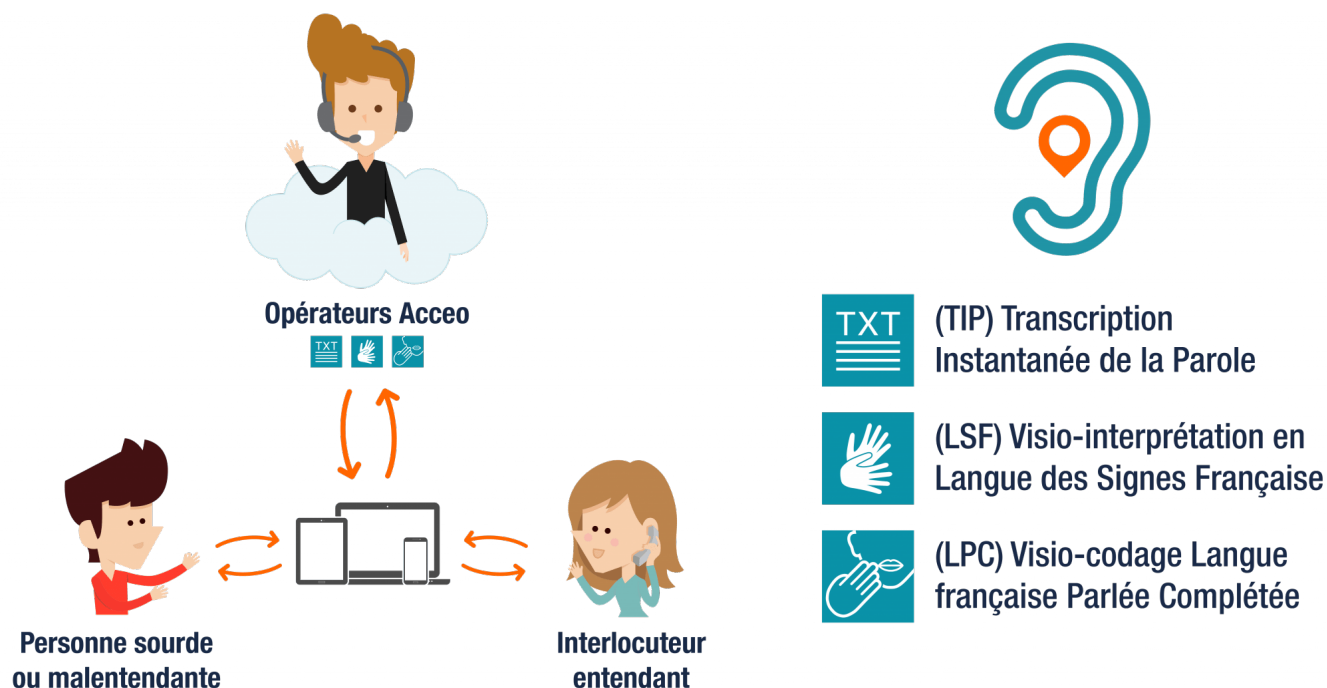 Opérateurs Acceo
TXT
Personne sourde
ou malentendante
Interlocuteur
entendant
TXT
(TIP) Transcription
Instantanée de la Parole
(LSF) Visio-interprétation en
Langue des Signes Française
(LPC) Visio-codage Langue
française Parlée Complétée